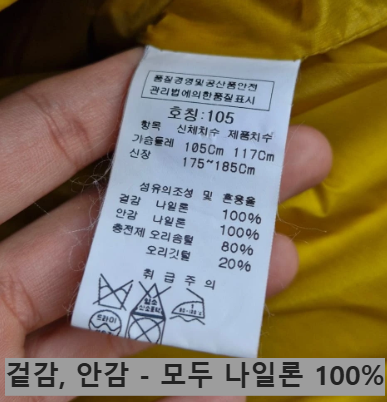 품질경영및공산품안전
관리법에의한품질표시
호칭:105
항목 신체치수 제품치수
가슴둘레 105Cm 117Cm
신장 175~185Cm
섬유의조성 및 혼용율
겉감 나일론 100%
안감 나일론 100%
충전제 오리솜털 80%
오리깃털 20%
취급주의
드라이
겉감, 안감 - 모두 나일론 100%